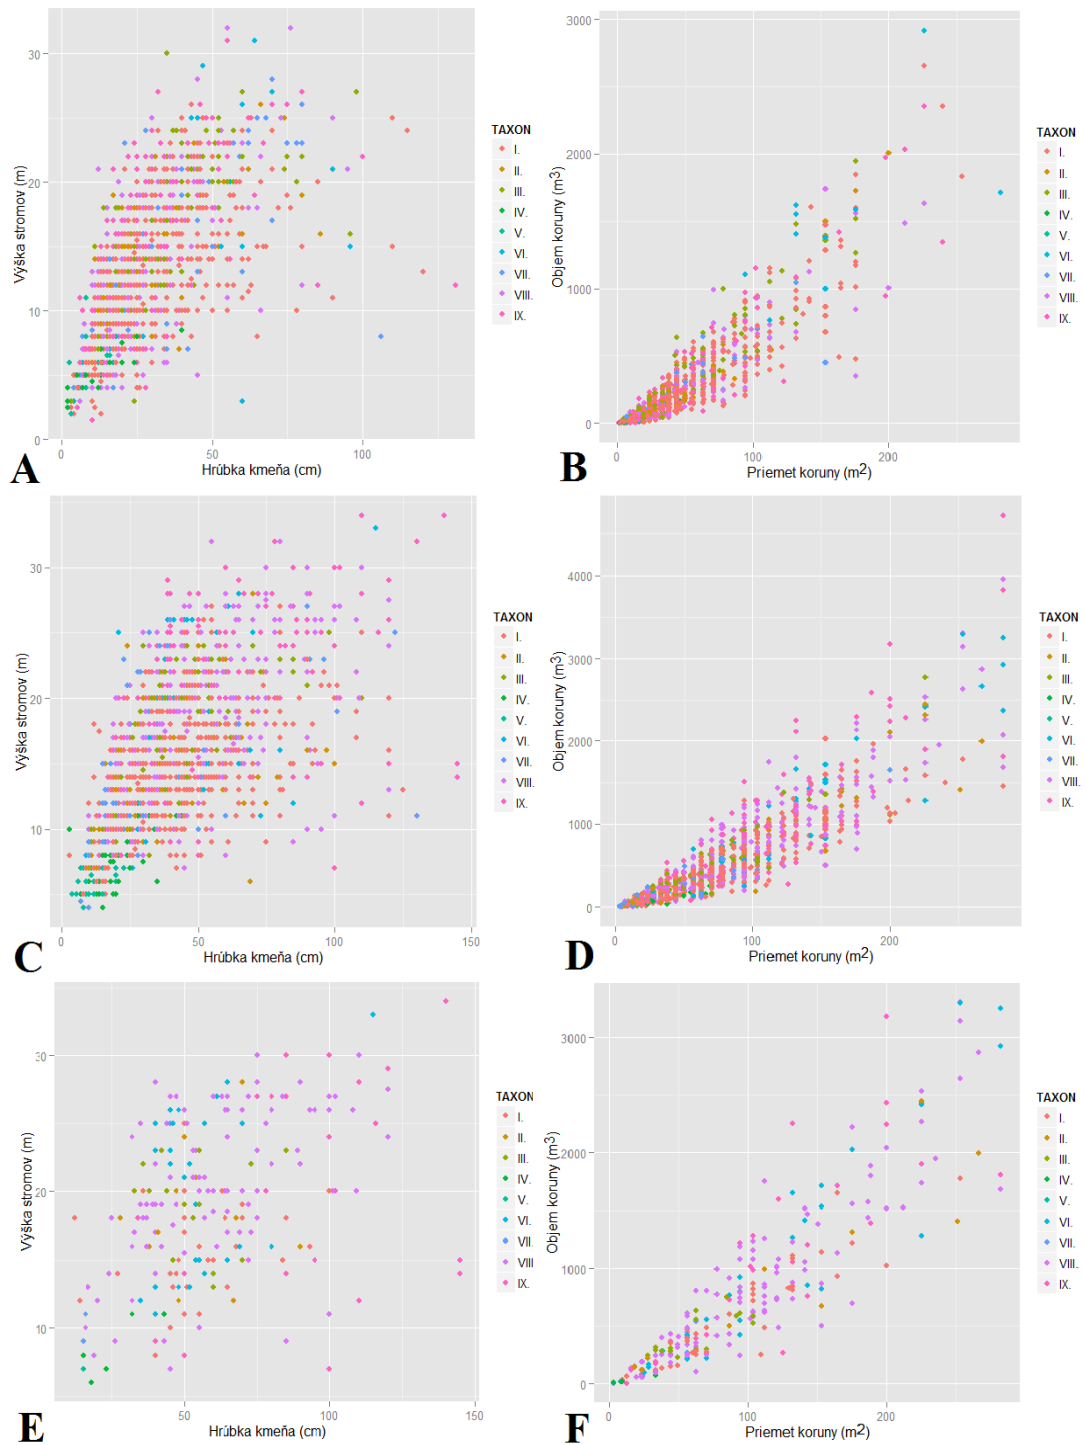 30
20
10
0
Výška stromov (m)
0
50
100
Hrúbka kmeňa (cm)
TAXON
I.
II.
III.
IV.
V.
VI.
VII.
VIII.
IX.
A
3000
2000
1000
0
Objem koruny (m3)
0
100
200
Priemet koruny (m2)
TAXON
I.
II.
III.
IV.
V.
VI.
VII.
VIII.
IX.
B
30
20
10
Výška stromov (m)
0
50
100
150
Hrúbka kmeňa (cm)
TAXON
I.
II.
III.
IV.
V.
VI.
VII.
VIII.
IX.
C
4000
3000
2000
1000
0
Objem koruny (m3)
0
100
200
Priemet koruny (m2)
TAXON
I.
II.
III.
IV.
V.
VI.
VII.
VIII.
IX.
D
30
20
10
Výška stromov (m)
50
100
150
Hrúbka kmeňa (cm)
TAXON
I.
II.
III.
IV.
V.
VI.
VII.
VIII
IX.
E
3000
2000
1000
0
Objem koruny (m3)
0
100
200
Priemet koruny (m2)
TAXON
I.
II.
III.
IV.
V.
VI.
VII.
VIII.
IX.
F